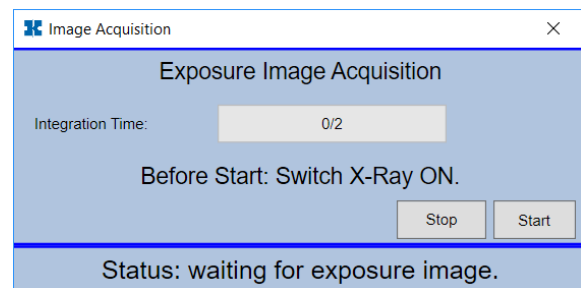 Image Acquisition
Exposure Image Acquisition
Integration Time: 0/2
Before Start: Switch X-Ray ON.
Stop Start
Status: waiting for exposure image.